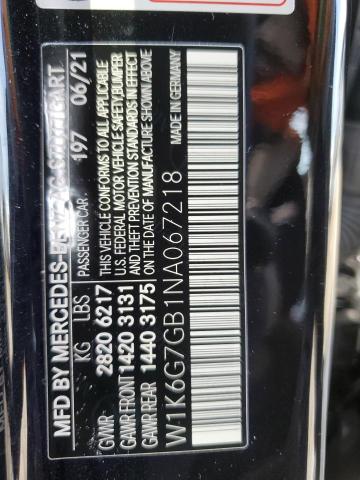 MFD BY MERCEDES-BENZ AG STUTTGART
KG LBS PASSENGER CAR 197 06/21
GVWR 2820 6217 THIS VEHICLE CONFORMS TO ALL APPLICABLE
GAWR FRONT 1420 3131 U.S. FEDERAL MOTOR VEHICLE SAFETY, BUMPER
GAWR REAR 1440 3175 AND THEFT PREVENTION STANDARDS IN EFFECT
ON THE DATE OF MANUFACTURE SHOWN ABOVE
W1K6G7GB1NA067218 MADE IN GERMANY